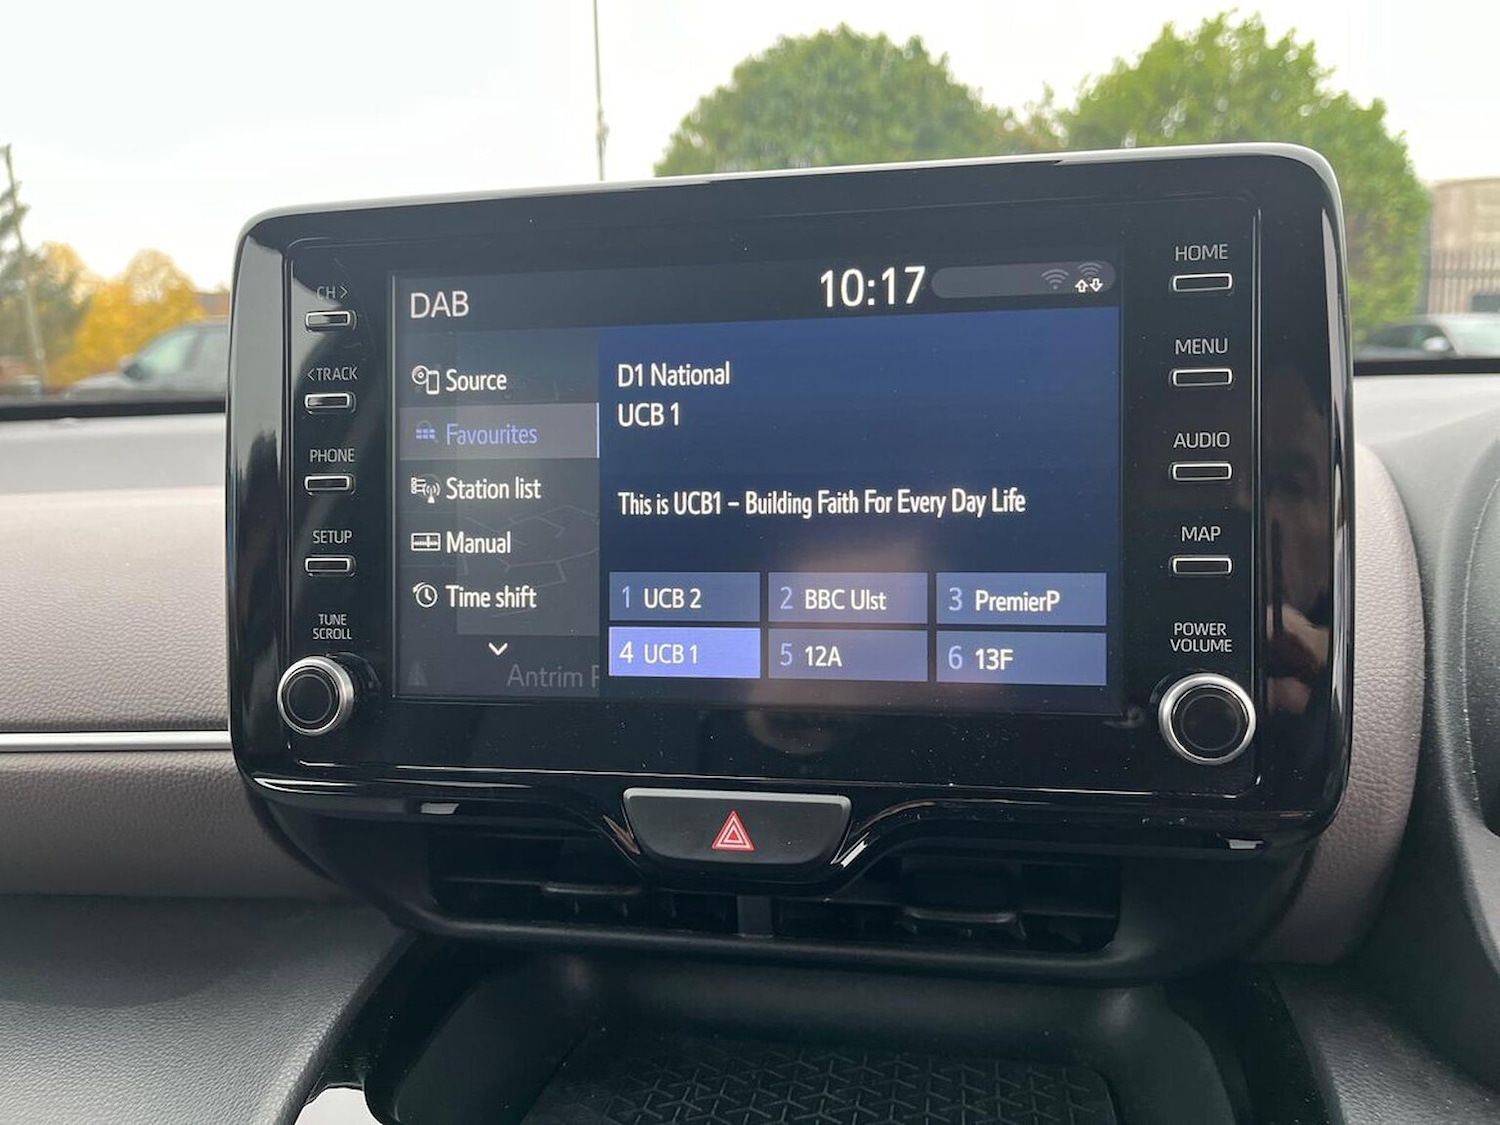 CH >
< TRACK
PHONE
SETUP
TUNE
SCROLL
DAB
10:17
Source
Favourites
Station list
Manual
Time shift
Antrim
D1 National
UCB 1
This is UCB1 – Building Faith For Every Day Life
1 UCB 2
2 BBC Ulst
3 PremierP
4 UCB 1
5 12A
6 13F
HOME
MENU
AUDIO
MAP
POWER
VOLUME